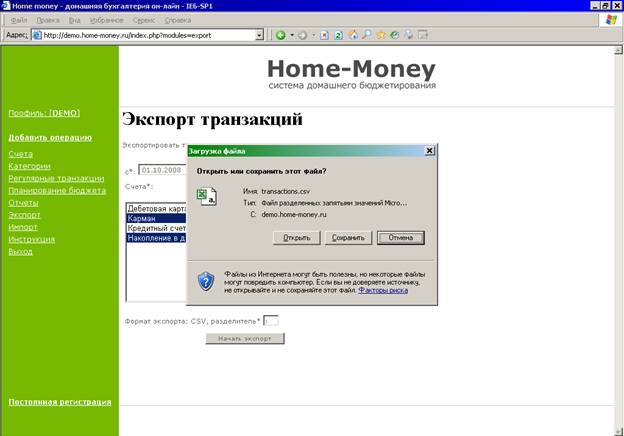 Home money - домашняя бухгалтерия он-лайн - IE6-SP1
Файл Правка Вид Избранное Сервис Справка
Адрес: http://demo.home-money.ru/index.php?modules=export
Home-Money
система домашнего бюджетирования
Профиль: [DEMO]
Добавить операцию
Счета
Категории
Регулярные транзакции
Планирование бюджета
Отчеты
Экспорт
Импорт
Инструкция
Выход
Постоянная регистрация
Экспорт транзакций
Экспортировать т
с*: 01.10.2008
Счета*:
Дебетовая карта
Карман
Кредитный счет
Накопление в д
Формат экспорта: CSV, разделитель*
Начать экспорт
Загрузка файла
Открыть или сохранить этот файл?
Имя: transactions.csv
Тип: Файл разделенных запятыми значений Micro...
С: demo.home-money.ru
Открыть Сохранить Отмена
Файлы из Интернета могут быть полезны, но некоторые файлы
могут повредить компьютер. Если вы не доверяете источнику,
не открывайте и не сохраняйте этот файл. Факторы риска